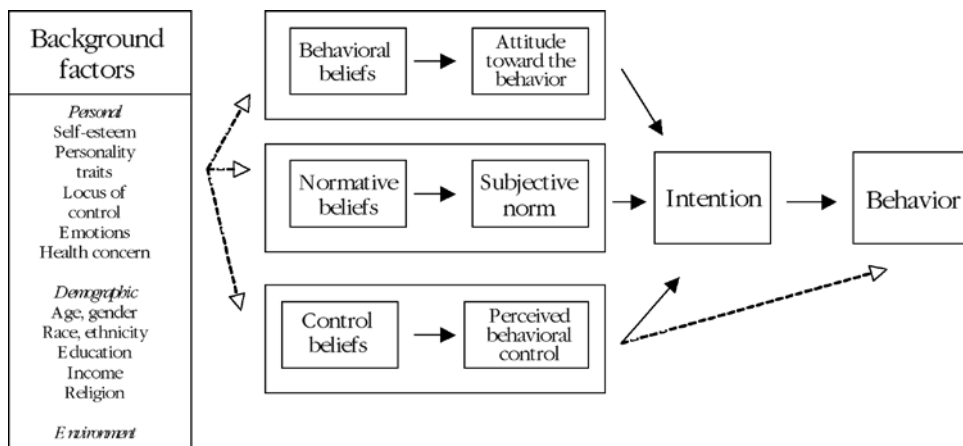 Background
factors
Personal
Self-esteem
Personality
traits
Locus of
control
Emotions
Health concern
Demographic
Age, gender
Race, ethnicity
Education
Income
Religion
Environment
Behavioral
beliefs
Attitude
toward the
behavior
Normative
beliefs
Subjective
norm
Control
beliefs
Perceived
behavioral
control
Intention
Behavior